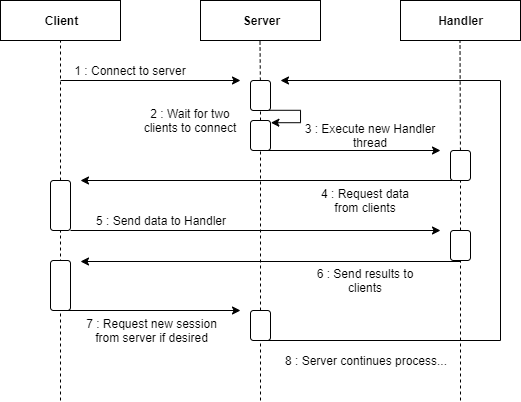 Client
Server
Handler
1 : Connect to server
2 : Wait for two
clients to connect
3 : Execute new Handler
thread
4 : Request data
from clients
5 : Send data to Handler
6 : Send results to
clients
7 : Request new session
from server if desired
8 : Server continues process...